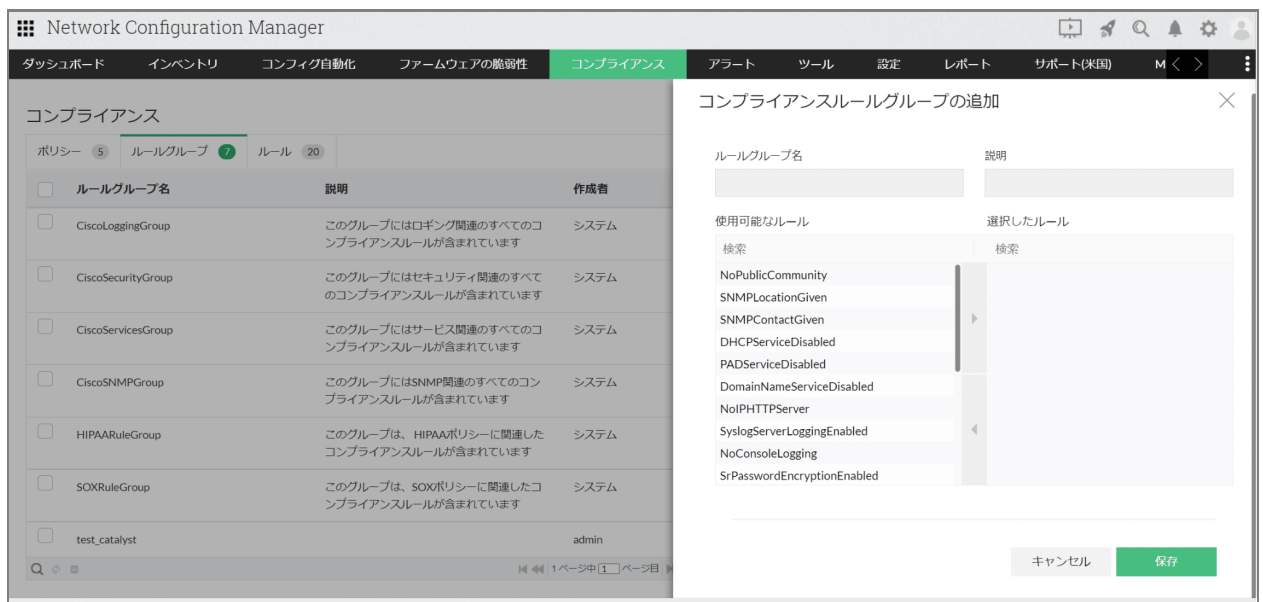 Network Configuration Manager
ダッシュボード インベントリ コンフィグ自動化 ファームウェアの脆弱性 コンプライアンス アラート ツール 設定 レポート サポート(米国) M
コンプライアンス
ポリシー 5 ルールグループ 7 ルール 20
ルールグループ名 説明 作成者
CiscoLoggingGroup このグループにはロギング関連のすべてのコ システム
ンプライアンスルールが含まれています
CiscoSecurityGroup このグループにはセキュリティ関連のすべて システム
のコンプライアンスルールが含まれています
CiscoServicesGroup このグループにはサービス関連のすべてのコ システム
ンプライアンスルールが含まれています
CiscoSNMPGroup このグループにはSNMP関連のすべてのコン システム
プライアンスルールが含まれています
HIPAARuleGroup このグループは、HIPAAポリシーに関連した システム
コンプライアンスルールが含まれています
SOXRuleGroup このグループは、SOXポリシーに関連したコ システム
ンプライアンスルールが含まれています
test_catalyst admin
1 ページ中 1 ページ目
コンプライアンスルールグループの追加
ルールグループ名 説明
使用可能なルール 選択したルール
検索 検索
NoPublicCommunity
SNMPLocationGiven
SNMPContactGiven
DHCPServiceDisabled
PADServiceDisabled
DomainNameServiceDisabled
NoIPHTTPServer
SyslogServerLoggingEnabled
NoConsoleLogging
SrPasswordEncryptionEnabled
キャンセル 保存